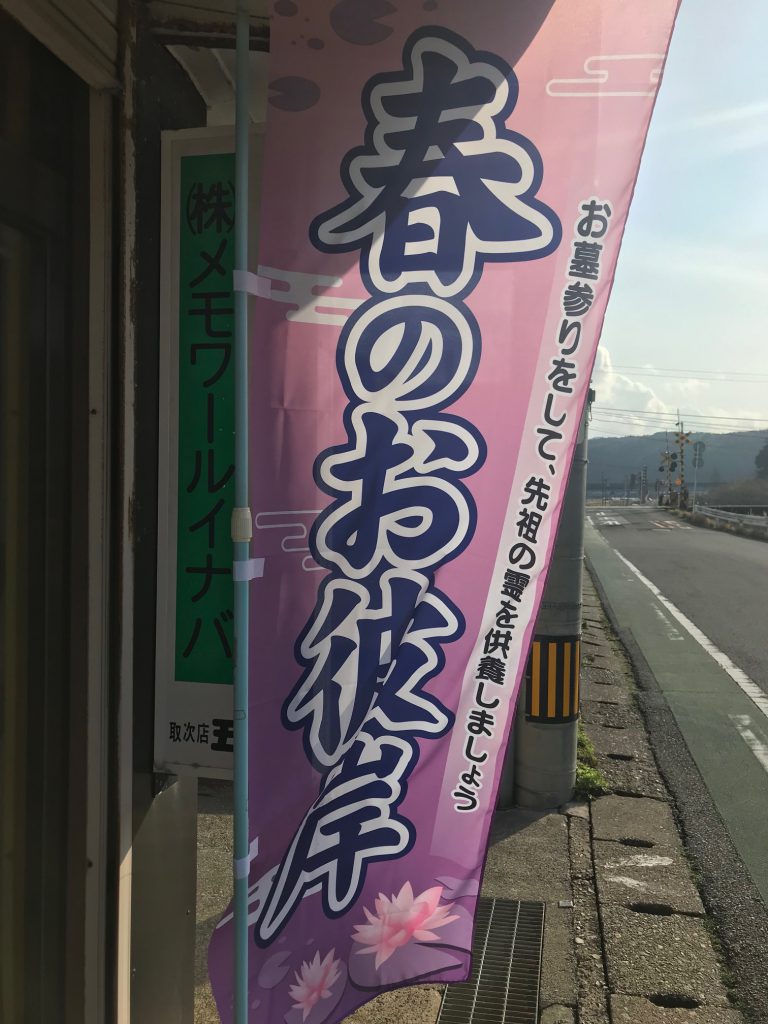 春のお彼岸
お墓参りをして、先祖の霊を供養しましょう
㈱メモワールイナバ
取次店